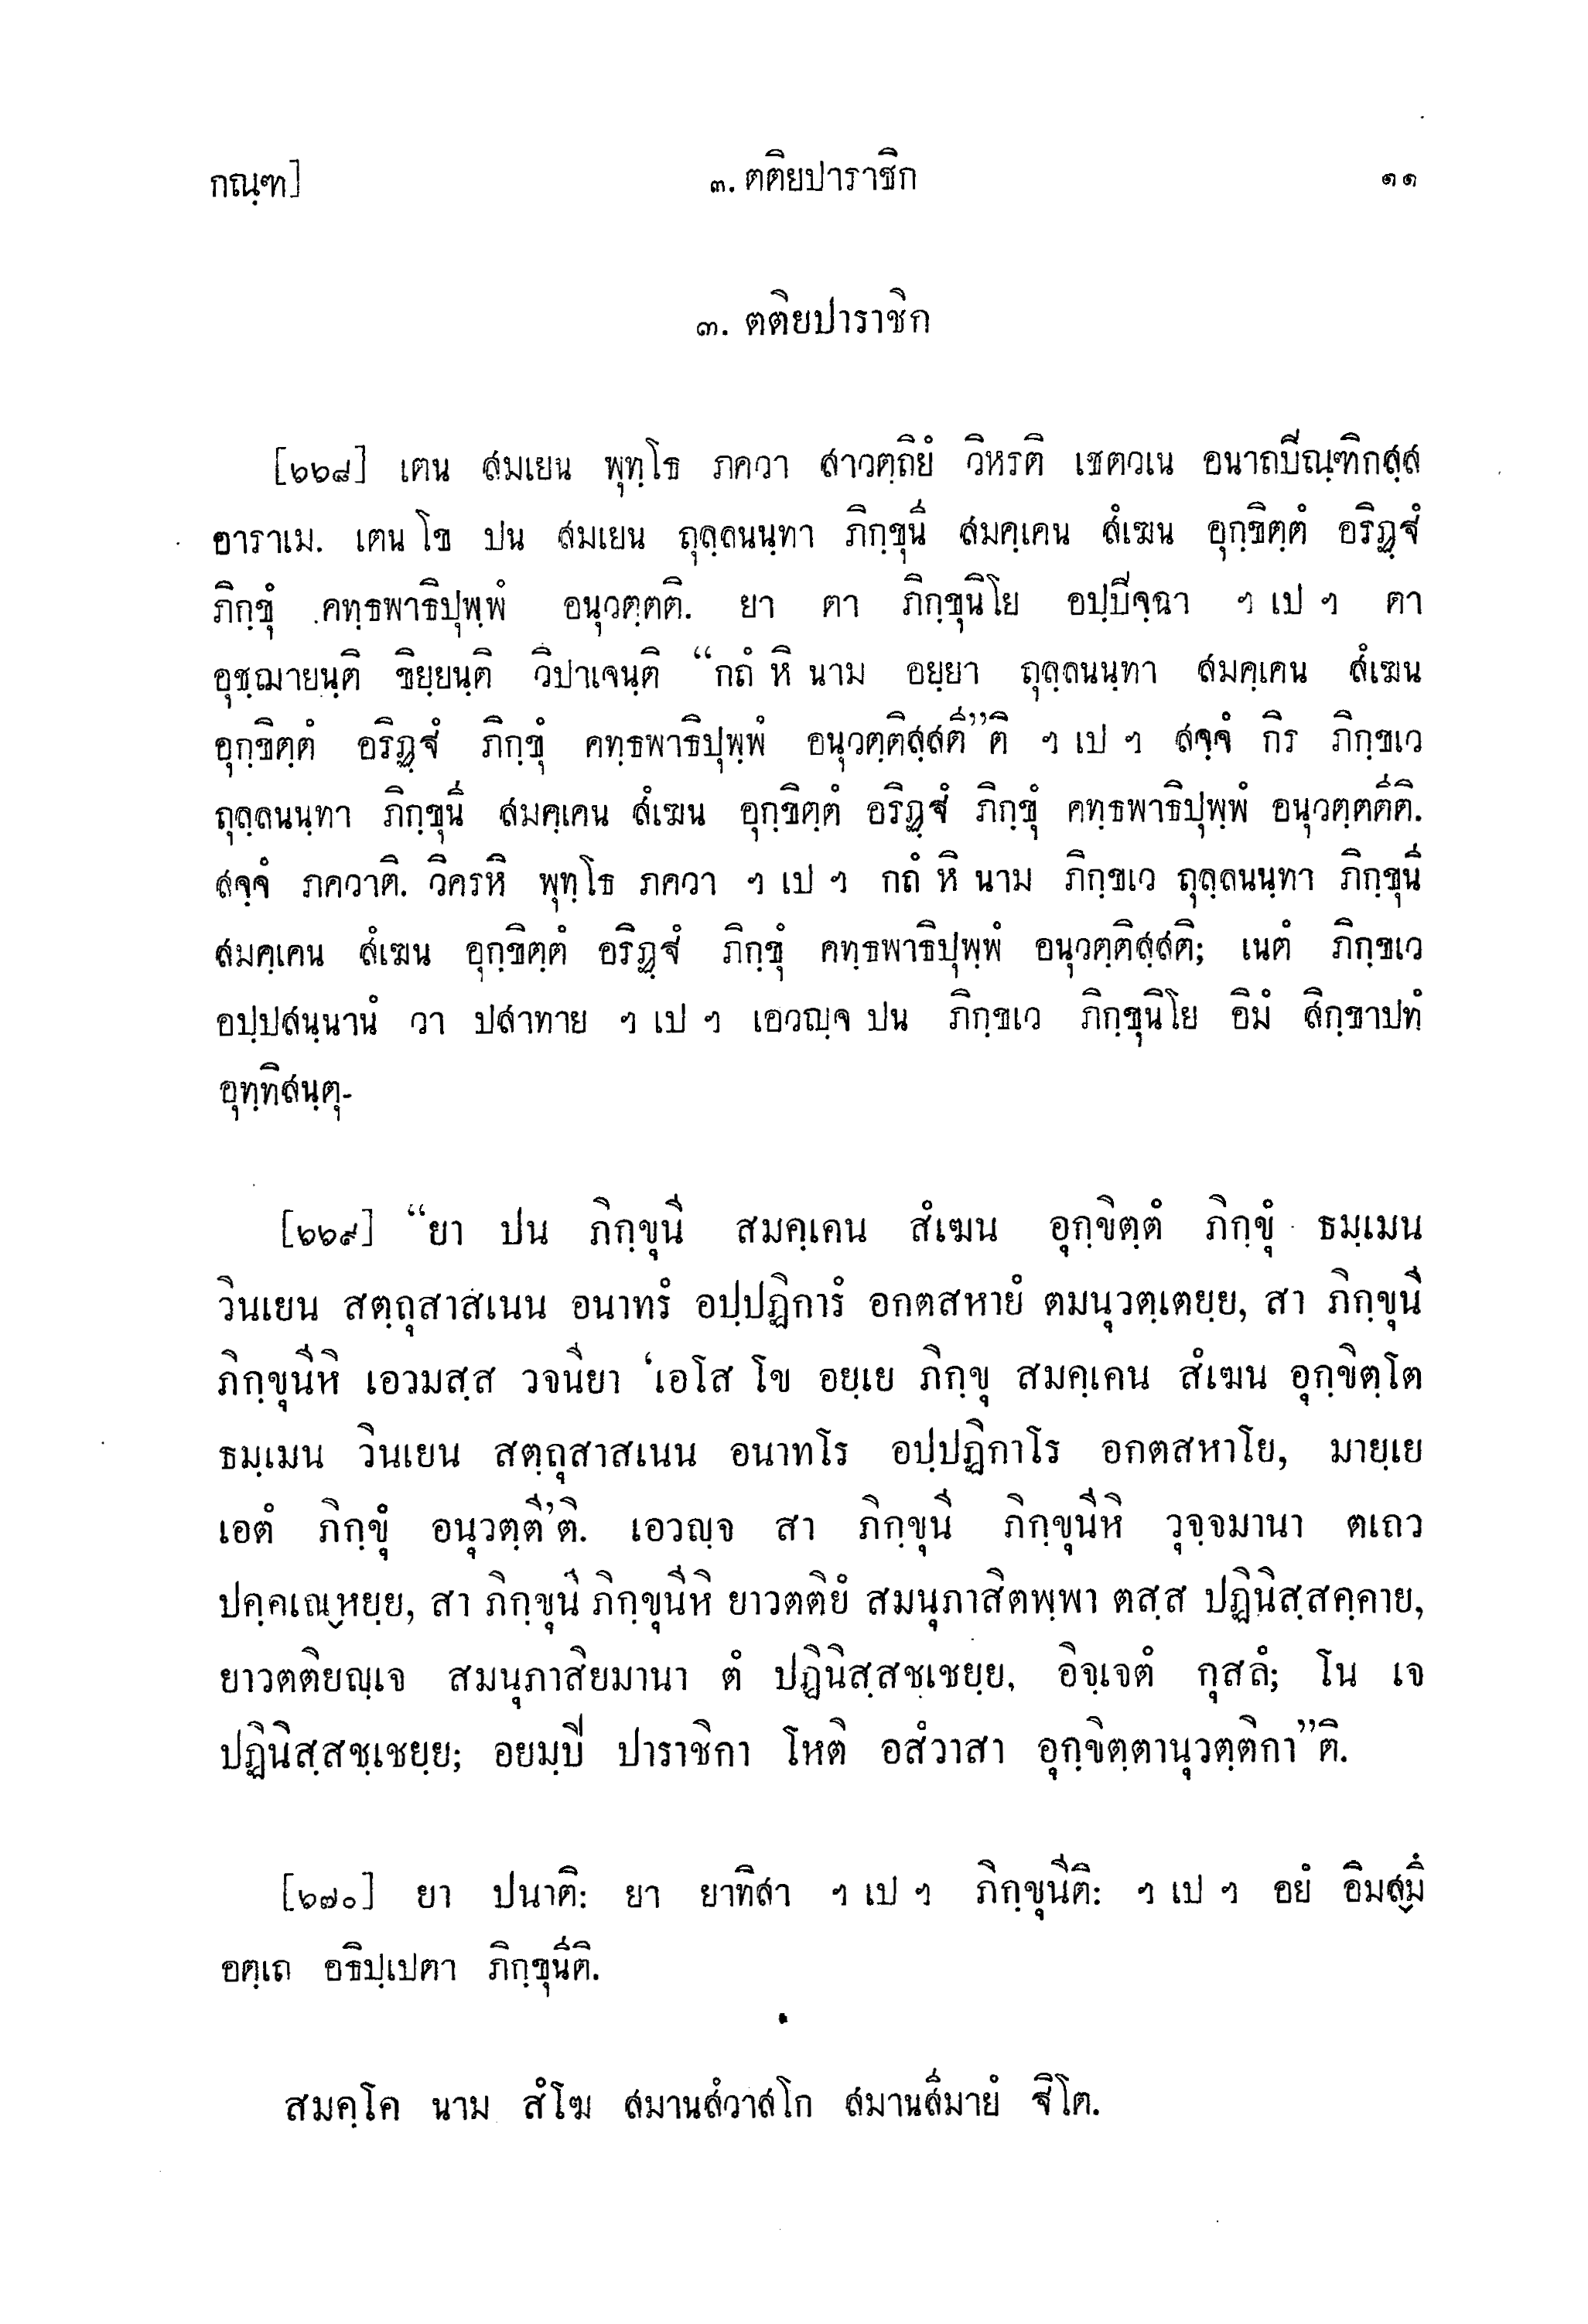 กณฺฑ]
๓. ตติยปาราชิก
๑๑
๓. ตติยปาราชิก
[๖๖๘] เตน สมเยน พุทฺโธ ภควา สาวตฺถิยํ วิหรติ เชตวเน อนาถปิณฺฑิกสฺส
อาราเม. เตน โข ปน สมเยน ถุลฺลนนฺทา ภิกฺขุนี สมคฺเคน สํเฆน อุกฺขิตฺตํ อริฏฺฐํ
ภิกฺขุํ คทฺธพาธิปุพฺพํ อนุวตฺตติ. ยา ตา ภิกฺขุนิโย อปฺปิจฺฉา ฯ เป ฯ ตา
อุชฺฌายนฺติ ขิยฺยนฺติ วิปาเจนฺติ “กถํ หิ นาม อยฺยา ถุลฺลนนฺทา สมคฺเคน สํเฆน
อุกฺขิตฺตํ อริฏฺฐํ ภิกฺขุํ คทฺธพาธิปุพฺพํ อนุวตฺติสฺสตี”ติ ฯ เป ฯ สจฺจํ กิร ภิกฺขเว
ถุลฺลนนฺทา ภิกฺขุนี สมคฺเคน สํเฆน อุกฺขิตฺตํ อริฏฺฐํ ภิกฺขุํ คทฺธพาธิปุพฺพํ อนุวตฺตตีติ.
สจฺจํ ภควาติ. วิครหิ พุทฺโธ ภควา ฯ เป ฯ กถํ หิ นาม ภิกฺขเว ถุลฺลนนฺทา ภิกฺขุนี
สมคฺเคน สํเฆน อุกฺขิตฺตํ อริฏฺฐํ ภิกฺขุํ คทฺธพาธิปุพฺพํ อนุวตฺติสฺสติ; เนตํ ภิกฺขเว
อปฺปสนฺนานํ วา ปสาทาย ฯ เป ฯ เอวญฺจ ปน ภิกฺขเว ภิกฺขุนิโย อิมํ สิกฺขาปทํ
อุทฺทิสนฺตุ-
[๖๖๙] “ยา ปน ภิกฺขุนี สมคฺเคน สํเฆน อุกฺขิตฺตํ ภิกฺขุํ ธมฺเมน
วินเยน สตฺถุสาสเนน อนาทรํ อปฺปฏิการํ อกตสหายํ ตมนุวตฺเตยฺย, สา ภิกฺขุนี
ภิกฺขุนีหิ เอวมสฺส วจนียา ‘เอโส โข อยฺเย ภิกฺขุ สมคฺเคน สํเฆน อุกฺขิตฺโต
ธมฺเมน วินเยน สตฺถุสาสเนน อนาทโร อปฺปฏิกาโร อกตสหาโย, มายฺเย
เอตํ ภิกฺขุํ อนุวตฺตี’ติ. เอวญฺจ สา ภิกฺขุนี ภิกฺขุนีหิ วุจฺจมานา ตเถว
ปคฺคเณฺหยฺย, สา ภิกฺขุนี ภิกฺขุนีหิ ยาวตติยํ สมนุภาสิตพฺพา ตสฺส ปฏินิสฺสคฺคาย,
ยาวตติยญฺเจ สมนุภาสิยมานา ตํ ปฏินิสฺสชฺเชยฺย, อิจฺเจตํ กุสลํ; โน เจ
ปฏินิสฺสชฺเชยฺย; อยมฺปิ ปาราชิกา โหติ อสํวาสา อุกฺขิตฺตานุวตฺติกา”ติ.
[๖๗๐] ยา ปนาติ: ยา ยาทิสา ฯ เป ฯ ภิกฺขุนีติ: ฯ เป ฯ อยํ อิมสฺมึ
อตฺเถ อธิปฺเปตา ภิกฺขุนีติ.
สมคฺโค นาม สํโฆ สมานสํวาสโก สมานสีมายํ ฐิโต.